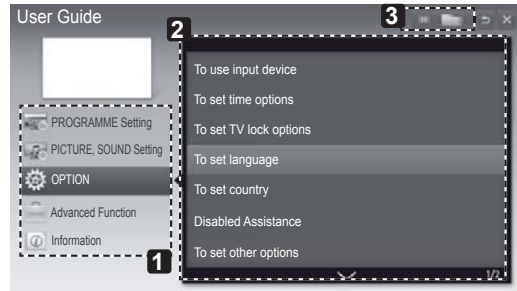 User Guide
3
2
PROGRAMME Setting
PICTURE, SOUND Setting
OPTION
Advanced Function
Information
1
To use input device
To set time options
To set TV lock options
To set language
To set country
Disabled Assistance
To set other options
1/2